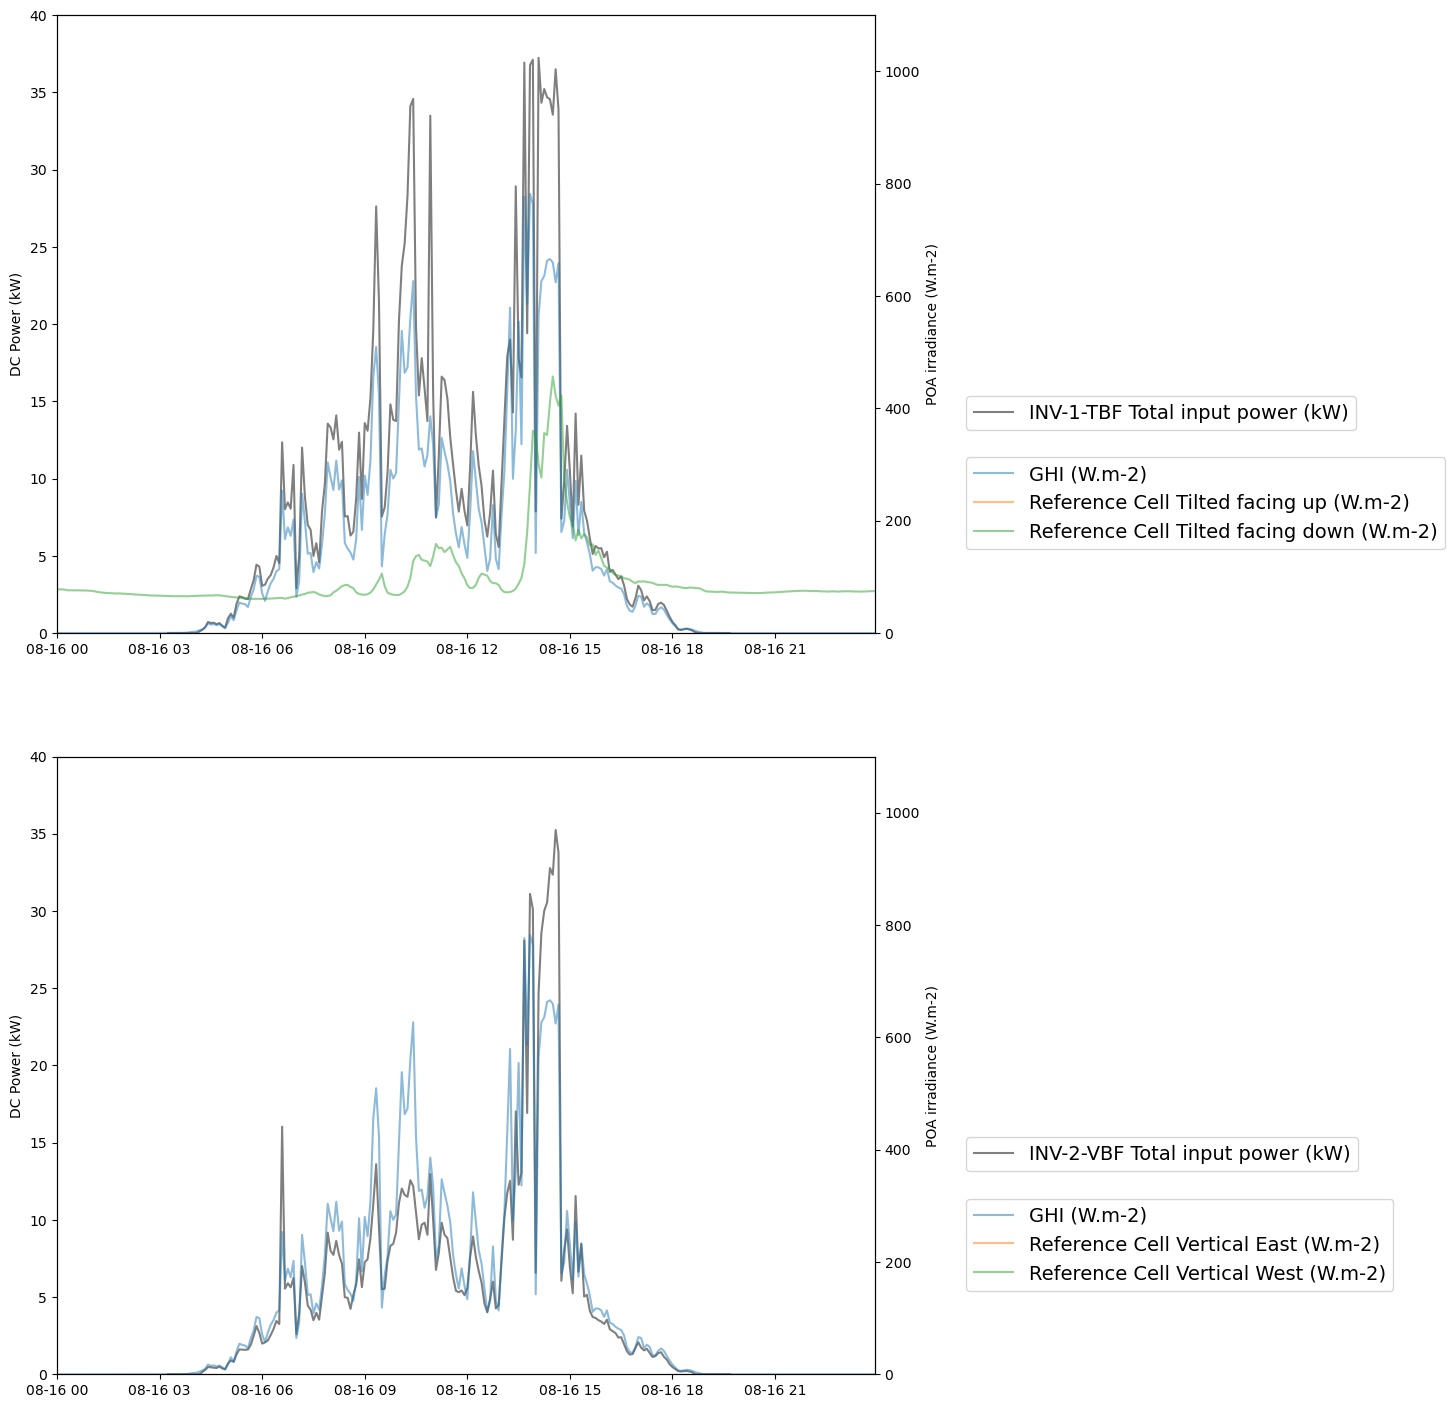 40
35
30
25
20
15
10
5
0
DC Power (kW)
1000
800
600
400
200
0
POA irradiance (W.m-2)
08-16 00 08-16 03 08-16 06 08-16 09 08-16 12 08-16 15 08-16 18 08-16 21
INV-1-TBF Total input power (kW)
GHI (W.m-2)
Reference Cell Tilted facing up (W.m-2)
Reference Cell Tilted facing down (W.m-2)
40
35
30
25
20
15
10
5
0
DC Power (kW)
1000
800
600
400
200
0
POA irradiance (W.m-2)
08-16 00 08-16 03 08-16 06 08-16 09 08-16 12 08-16 15 08-16 18 08-16 21
INV-2-VBF Total input power (kW)
GHI (W.m-2)
Reference Cell Vertical East (W.m-2)
Reference Cell Vertical West (W.m-2)